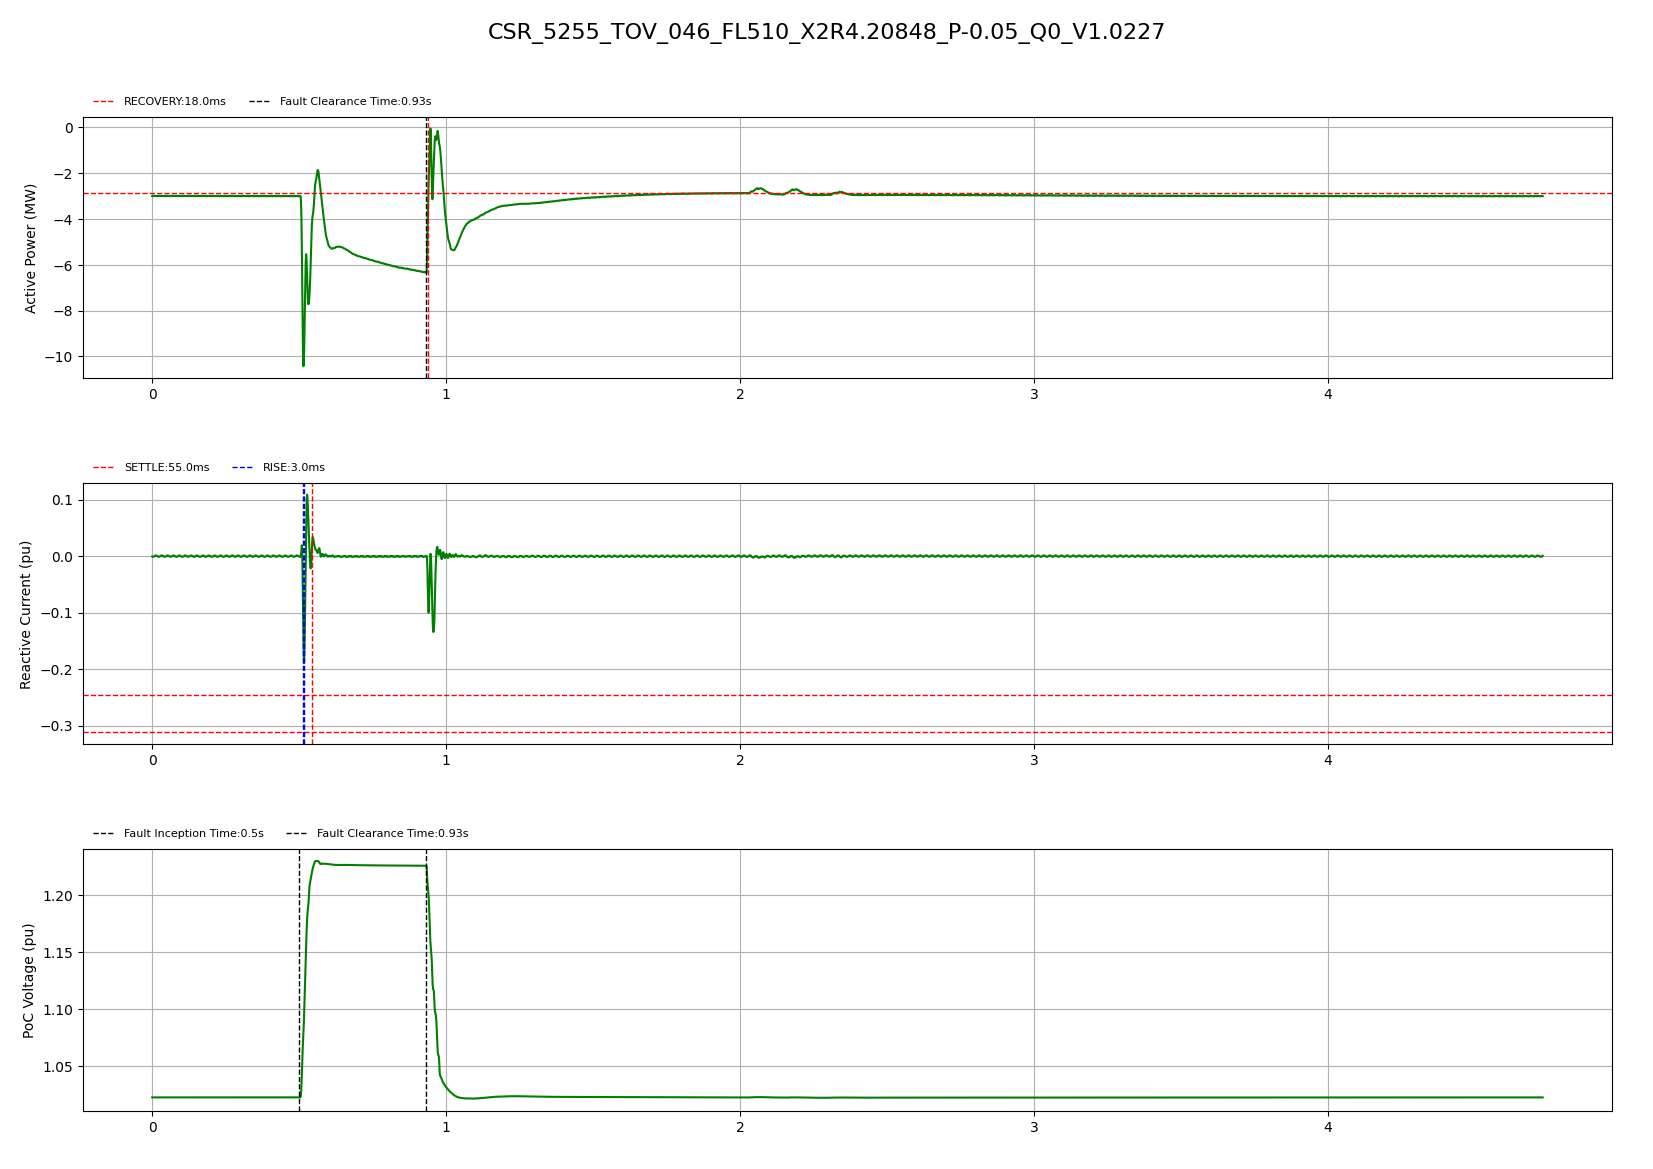 CSR_5255_TOV_046_FL510_X2R4.20848_P-0.05_Q0_V1.0227
RECOVERY:18.0ms Fault Clearance Time:0.93s
Active Power (MW)
0
−2
−4
−6
−8
−10
0 1 2 3 4
SETTLE:55.0ms RISE:3.0ms
Reactive Current (pu)
0.1
0.0
−0.1
−0.2
−0.3
0 1 2 3 4
Fault Inception Time:0.5s Fault Clearance Time:0.93s
PoC Voltage (pu)
1.20
1.15
1.10
1.05
0 1 2 3 4